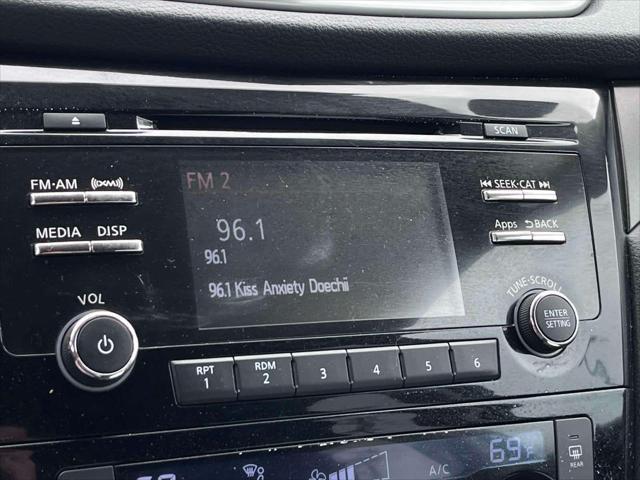 SCAN
FM·AM
SEEK·CAT
FM 2
MEDIA DISP
Apps BACK
96.1
96.1
96.1 Kiss Anxiety Doechii
VOL
TUNE·SCROLL
ENTER
SETTING
RPT
1
RDM
2
3
4
5
6
69°F
A/C
REAR